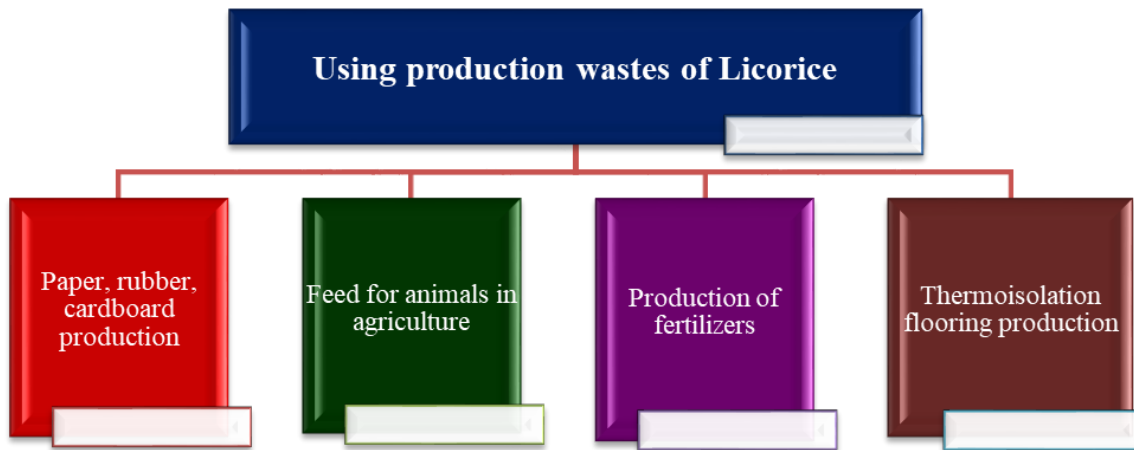 Using production wastes of Licorice
Paper, rubber,
cardboard
production
Feed for animals in
agriculture
Production of
fertilizers
Thermoisolation
flooring production